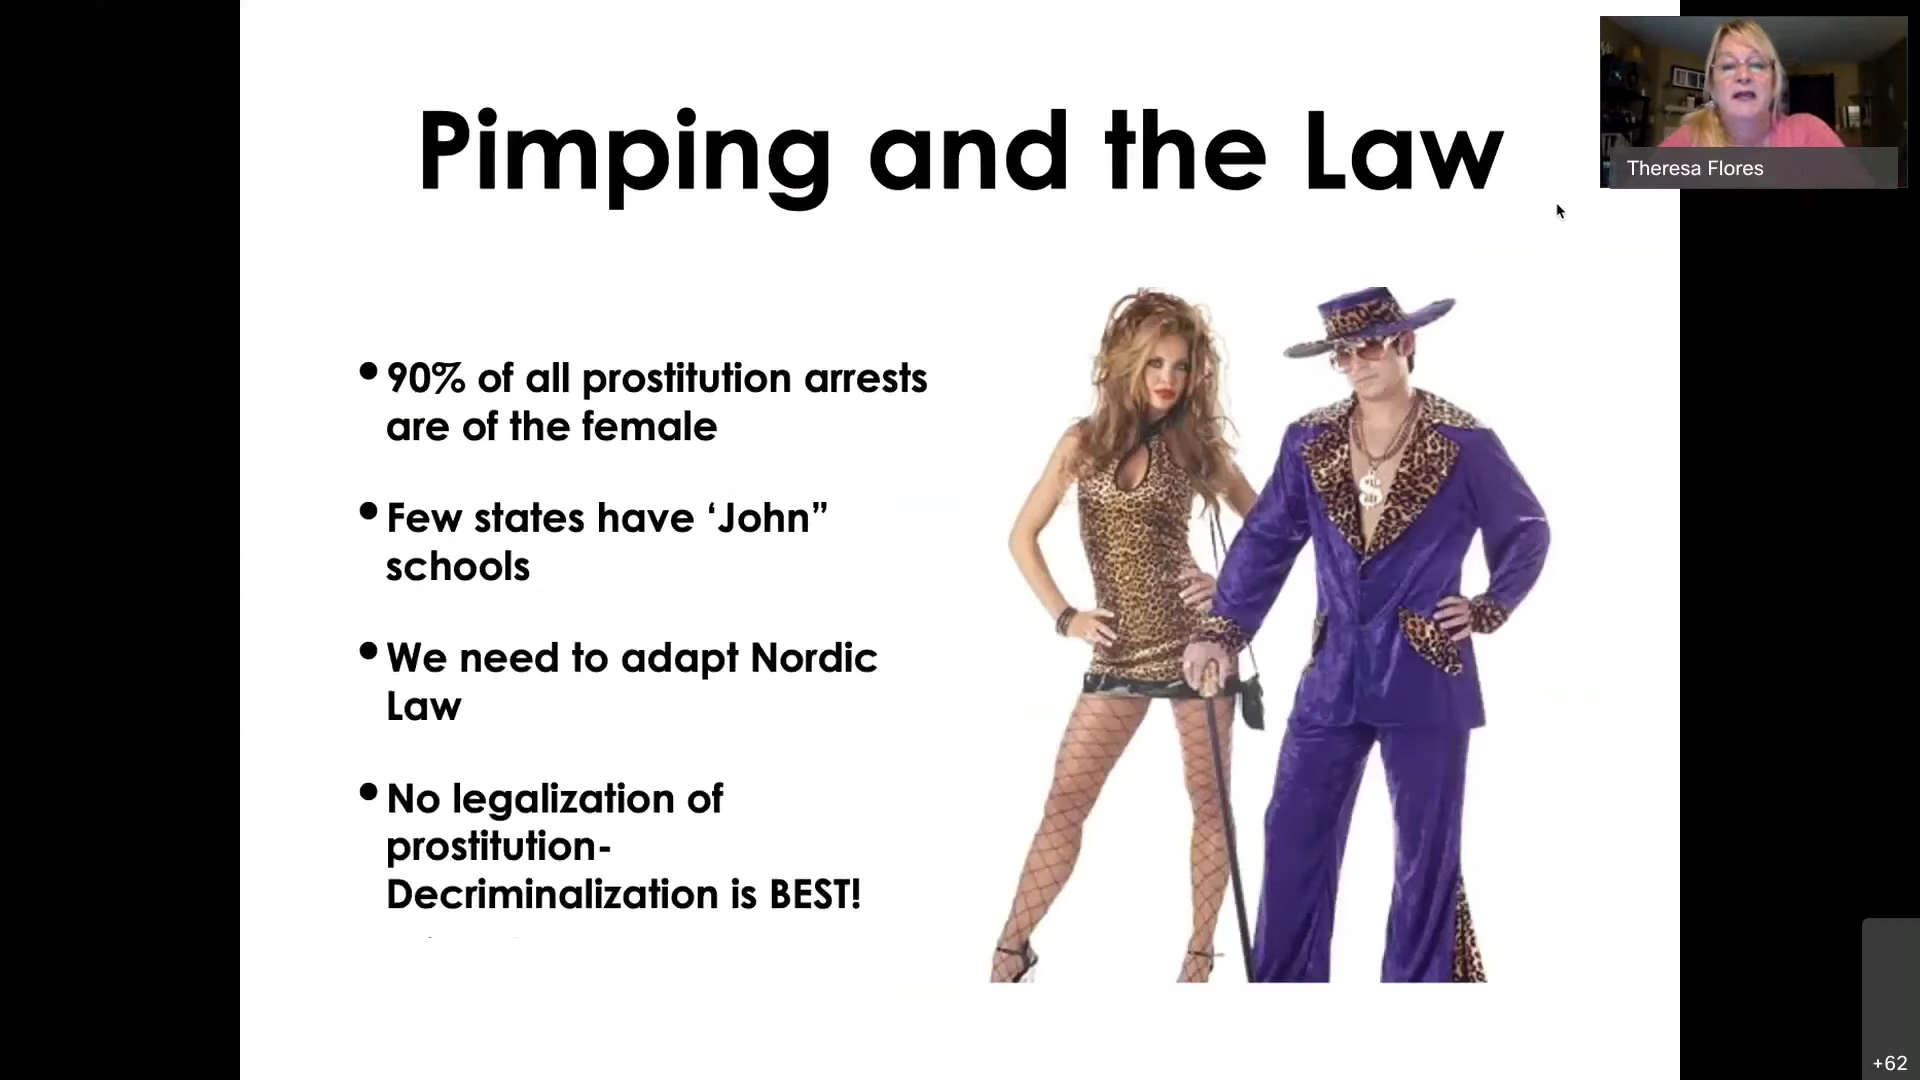 Pimping and the Law
Theresa Flores
•90% of all prostitution arrests
are of the female
•Few states have ‘John”
schools
•We need to adapt Nordic
Law
•No legalization of
prostitution-
Decriminalization is BEST!
$
+62